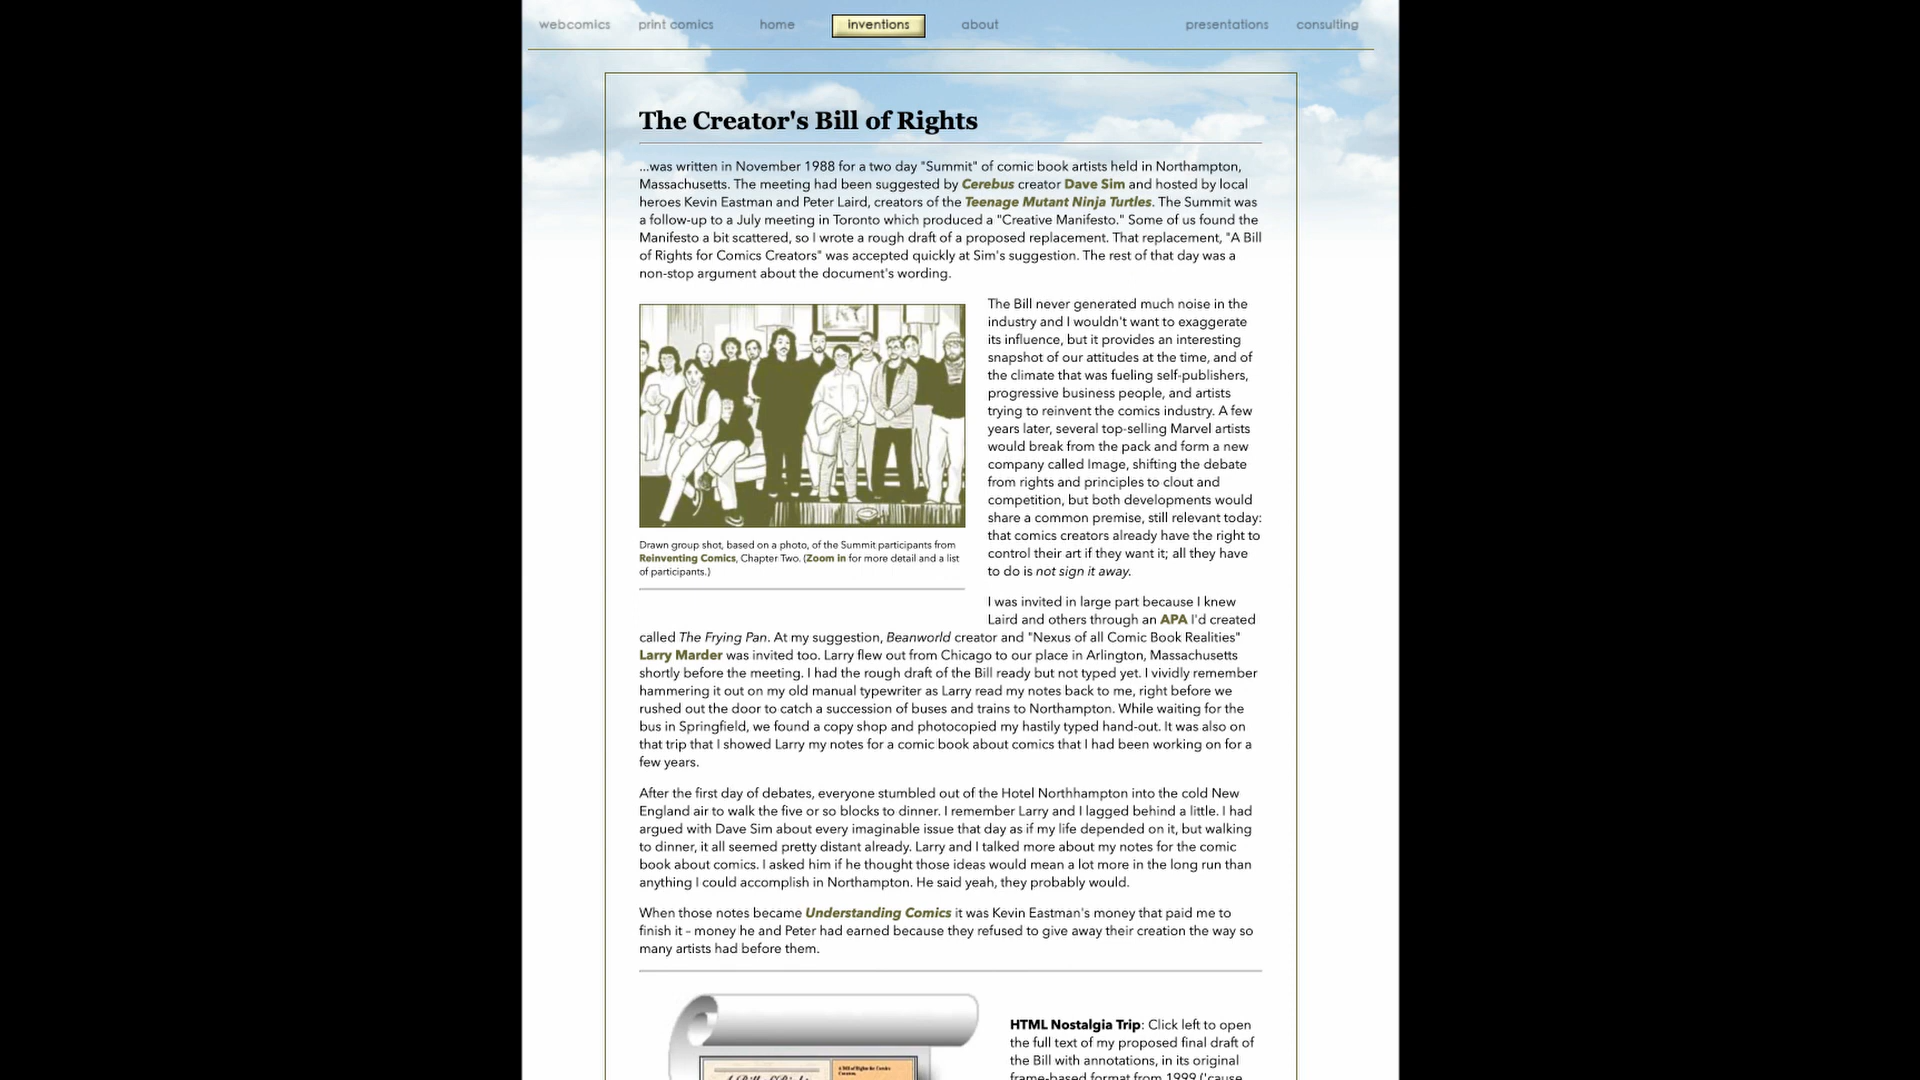 webcomics print comics home inventions about presentations consulting
The Creator's Bill of Rights
...was written in November 1988 for a two day "Summit" of comic book artists held in Northampton,
Massachusetts. The meeting had been suggested by Cerebus creator Dave Sim and hosted by local
heroes Kevin Eastman and Peter Laird, creators of the Teenage Mutant Ninja Turtles. The Summit was
a follow-up to a July meeting in Toronto which produced a "Creative Manifesto." Some of us found the
Manifesto a bit scattered, so I wrote a rough draft of a proposed replacement. That replacement, "A Bill
of Rights for Comics Creators" was accepted quickly at Sim's suggestion. The rest of that day was a
non-stop argument about the document's wording.
Drawn group shot, based on a photo, of the Summit participants from
Reinventing Comics, Chapter Two. (Zoom in for more detail and a list
of participants.)
The Bill never generated much noise in the
industry and I wouldn't want to exaggerate
its influence, but it provides an interesting
snapshot of our attitudes at the time, and of
the climate that was fueling self-publishers,
progressive business people, and artists
trying to reinvent the comics industry. A few
years later, several top-selling Marvel artists
would break from the pack and form a new
company called Image, shifting the debate
from rights and principles to clout and
competition, but both developments would
share a common premise, still relevant today:
that comics creators already have the right to
control their art if they want it; all they have
to do is not sign it away.
I was invited in large part because I knew
Laird and others through an APA I'd created
called The Frying Pan. At my suggestion, Beanworld creator and "Nexus of all Comic Book Realities"
Larry Marder was invited too. Larry flew out from Chicago to our place in Arlington, Massachusetts
shortly before the meeting. I had the rough draft of the Bill ready but not typed yet. I vividly remember
hammering it out on my old manual typewriter as Larry read my notes back to me, right before we
rushed out the door to catch a succession of buses and trains to Northampton. While waiting for the
bus in Springfield, we found a copy shop and photocopied my hastily typed hand-out. It was also on
that trip that I showed Larry my notes for a comic book about comics that I had been working on for a
few years.
After the first day of debates, everyone stumbled out of the Hotel Northhampton into the cold New
England air to walk the five or so blocks to dinner. I remember Larry and I lagged behind a little. I had
argued with Dave Sim about every imaginable issue that day as if my life depended on it, but walking
to dinner, it all seemed pretty distant already. Larry and I talked more about my notes for the comic
book about comics. I asked him if he thought those ideas would mean a lot more in the long run than
anything I could accomplish in Northampton. He said yeah, they probably would.
When those notes became Understanding Comics it was Kevin Eastman's money that paid me to
finish it – money he and Peter had earned because they refused to give away their creation the way so
many artists had before them.
A Bill of Rights for Comics
Creators
HTML Nostalgia Trip: Click left to open
the full text of my proposed final draft of
the Bill with annotations, in its original
frame-based format from 1999 ('cause